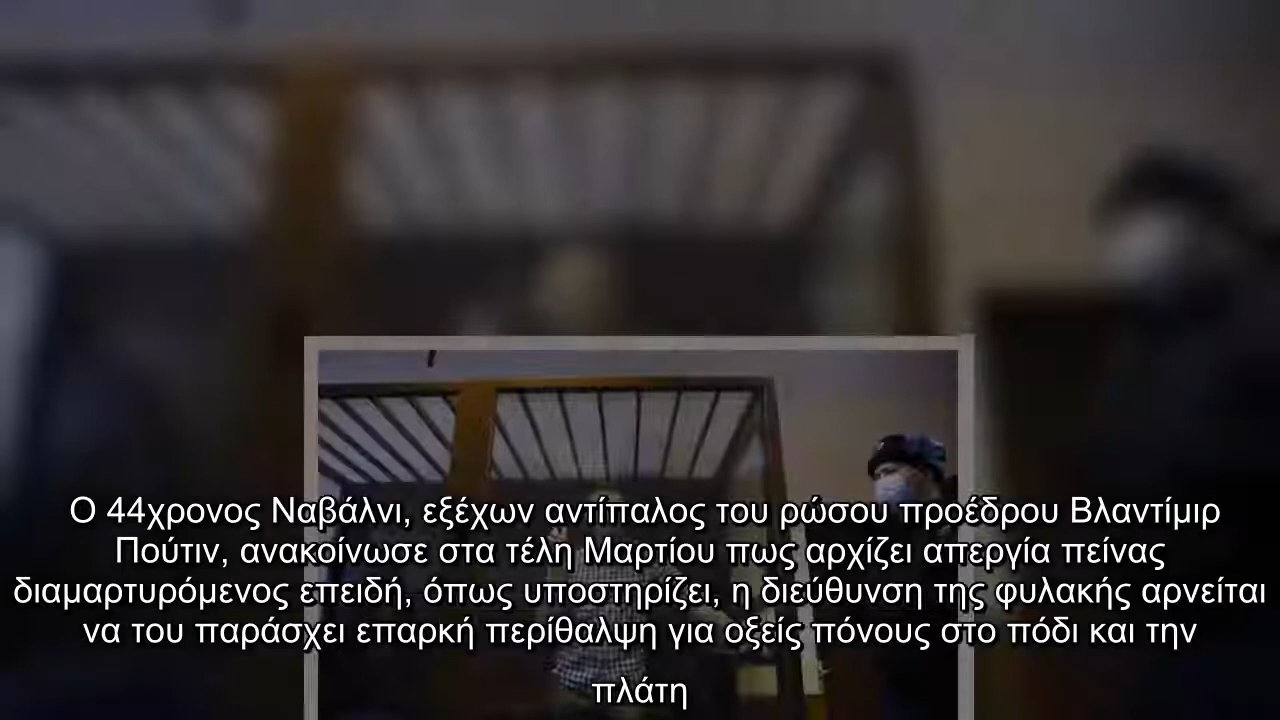 Ο 44χρονος Ναβάλνι, εξέχων αντίπαλος του ρώσου προέδρου Βλαντίμιρ
Πούτιν, ανακοίνωσε στα τέλη Μαρτίου πως αρχίζει απεργία πείνας
διαμαρτυρόμενος επειδή, όπως υποστηρίζει, η διεύθυνση της φυλακής αρνείται
να του παράσχει επαρκή περίθαλψη για οξείς πόνους στο πόδι και την
πλάτη